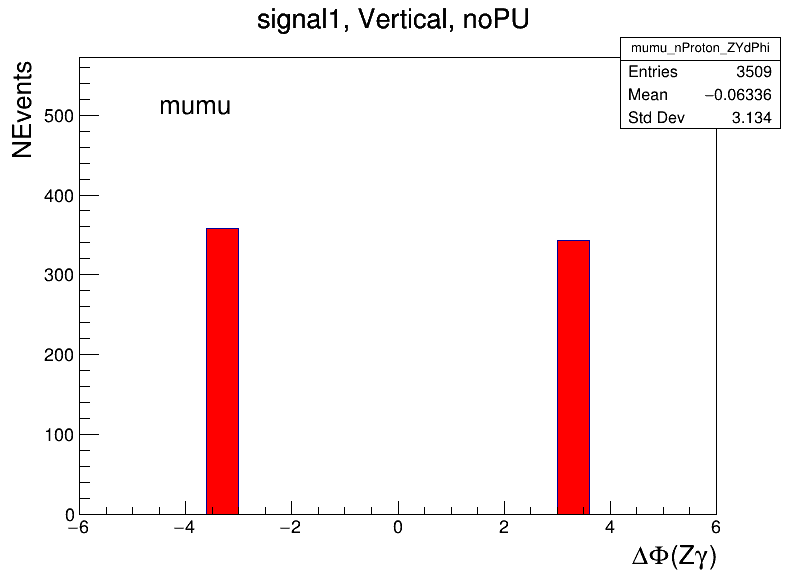 signal1, Vertical, noPU
mumu_nProton_ZYdPhi
Entries 3509
Mean −0.06336
Std Dev 3.134
NEvents
mumu
500
400
300
200
100
0
−6 −4 −2 0 2 4 6
ΔΦ(Zγ)